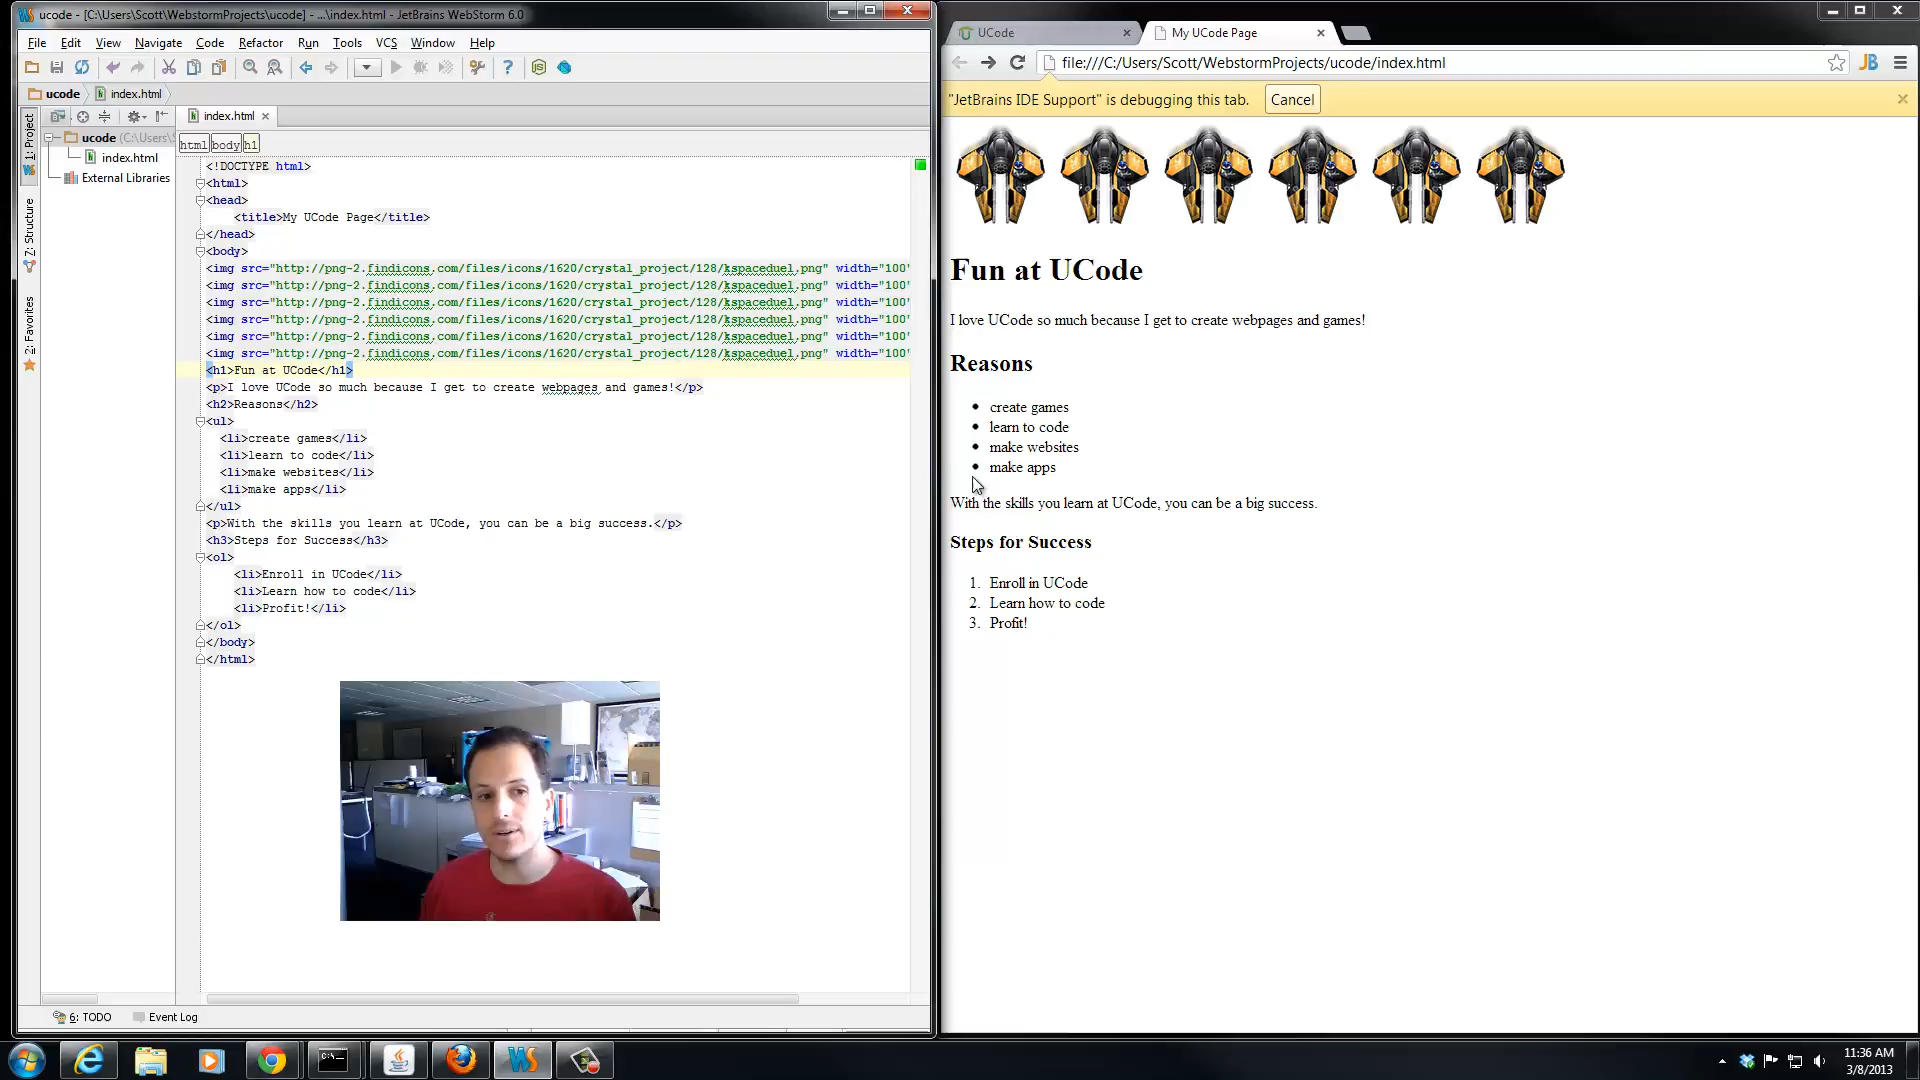 ucode - [C:\Users\Scott\WebstormProjects\ucode] - ...\index.html - JetBrains WebStorm 6.0
File Edit View Navigate Code Refactor Run Tools VCS Window Help
ucode index.html
1: Project
7: Structure
2: Favorites
ucode (C:\Users\S
index.html
External Libraries
index.html
html body h1
<!DOCTYPE html>
<html>
<head>
<title>My UCode Page</title>
</head>
<body>
<img src="http://png-2.findicons.com/files/icons/1620/crystal_project/128/kspaceduel.png" width="100"
<img src="http://png-2.findicons.com/files/icons/1620/crystal_project/128/kspaceduel.png" width="100"
<img src="http://png-2.findicons.com/files/icons/1620/crystal_project/128/kspaceduel.png" width="100"
<img src="http://png-2.findicons.com/files/icons/1620/crystal_project/128/kspaceduel.png" width="100"
<img src="http://png-2.findicons.com/files/icons/1620/crystal_project/128/kspaceduel.png" width="100"
<img src="http://png-2.findicons.com/files/icons/1620/crystal_project/128/kspaceduel.png" width="100"
<h1>Fun at UCode</h1>
<p>I love UCode so much because I get to create webpages and games!</p>
<h2>Reasons</h2>
<ul>
<li>create games</li>
<li>learn to code</li>
<li>make websites</li>
<li>make apps</li>
</ul>
<p>With the skills you learn at UCode, you can be a big success.</p>
<h3>Steps for Success</h3>
<ol>
<li>Enroll in UCode</li>
<li>Learn how to code</li>
<li>Profit!</li>
</ol>
</body>
</html>
6: TODO Event Log
UCode My UCode Page
file:///C:/Users/Scott/WebstormProjects/ucode/index.html
JB
"JetBrains IDE Support" is debugging this tab. Cancel
Fun at UCode
I love UCode so much because I get to create webpages and games!
Reasons
• create games
• learn to code
• make websites
• make apps
With the skills you learn at UCode, you can be a big success.
Steps for Success
1. Enroll in UCode
2. Learn how to code
3. Profit!
11:36 AM
3/8/2013